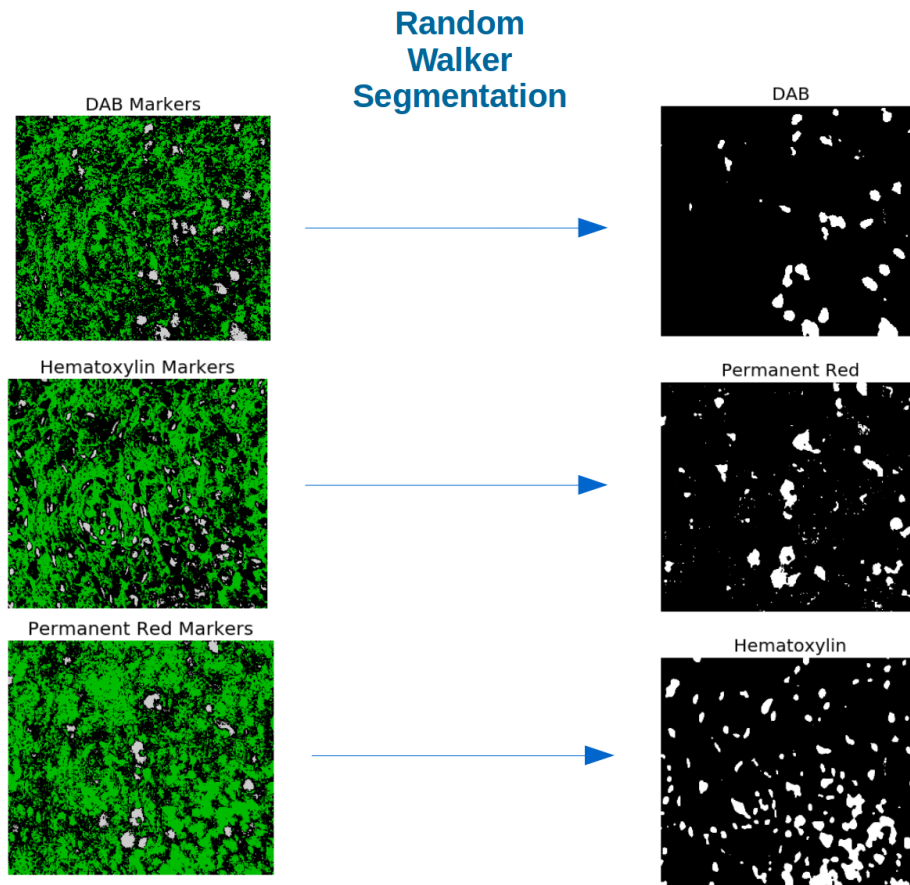 Random
Walker
Segmentation
DAB Markers
DAB
Hematoxylin Markers
Permanent Red
Permanent Red Markers
Hematoxylin